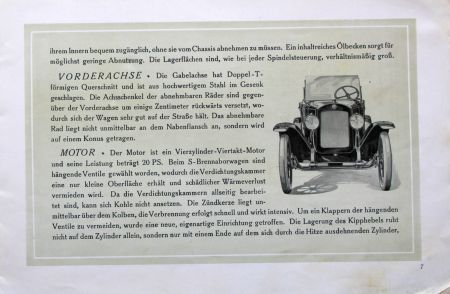 ihrem Innern bequem zugänglich, ohne sie vom Chassis abnehmen zu müssen. Ein inhaltreiches Ölbecken sorgt für
möglichst geringe Abnutzung. Die Lagerflächen sind, wie bei jeder Spindelsteuerung, verhältnismäßig groß.
VORDERACHSE • Die Gabelachse hat Doppel-T-
förmigen Querschnitt und ist aus hochwertigem Stahl im Gesenk
geschlagen. Die Achsschenkel der abnehmbaren Räder sind gegen-
über der Vorderachse um einige Zentimeter rückwärts versetzt, wo-
durch sich der Wagen sehr gut auf der Straße hält. Das abnehmbare
Rad liegt nicht unmittelbar an dem Nabenflansch an, sondern wird
auf einem Konus getragen.
MOTOR • Der Motor ist ein Vierzylinder-Viertakt-Motor
und seine Leistung beträgt 20 PS. Beim S-Brennaborwagen sind
hängende Ventile gewählt worden, wodurch die Verdichtungskammer
eine nur kleine Oberfläche erhält und schädlicher Wärmeverlust
vermieden wird. Da die Verdichtungskammern allseitig bearbei-
tet sind, kann sich Kohle nicht ansetzen. Die Zündkerze liegt un-
mittelbar über dem Kolben, die Verbrennung erfolgt schnell und wirkt intensiv. Um ein Klappern der hängenden
Ventile zu vermeiden, wurde eine neue, eigenartige Einrichtung getroffen. Die Lagerung des Kipphebels ruht
nicht auf dem Zylinder allein, sondern nur mit einem Ende auf dem sich durch die Hitze ausdehnenden Zylinder,
7